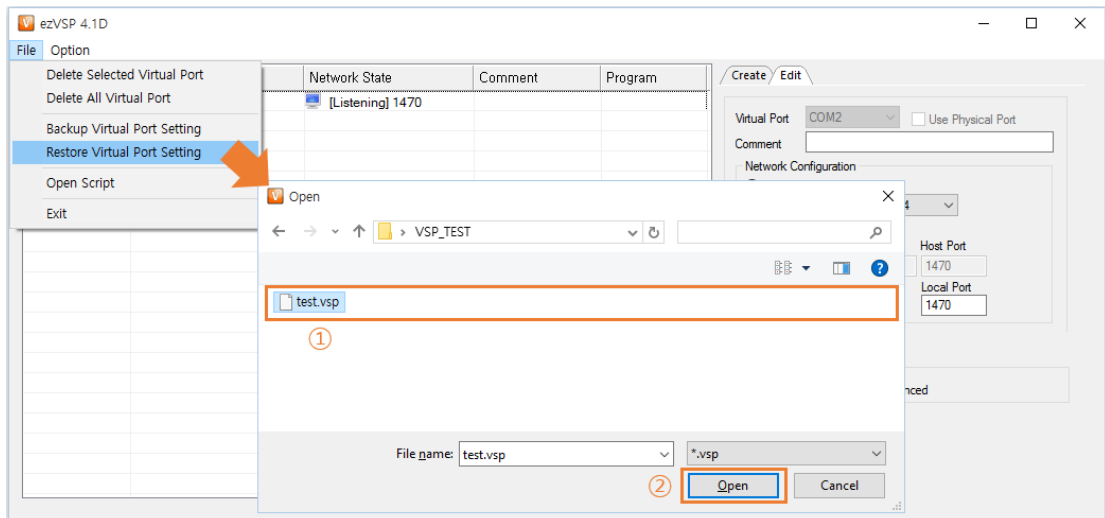 ezVSP 4.1D
File Option
Delete Selected Virtual Port
Delete All Virtual Port
Backup Virtual Port Setting
Restore Virtual Port Setting
Open Script
Exit
Network State Comment Program
[Listening] 1470
Create Edit
Virtual Port COM2 Use Physical Port
Comment
Network Configuration
4
Host Port
1470
Local Port
1470
nced
Open
VSP_TEST
test.vsp
①
File name: test.vsp *.vsp
② Open Cancel